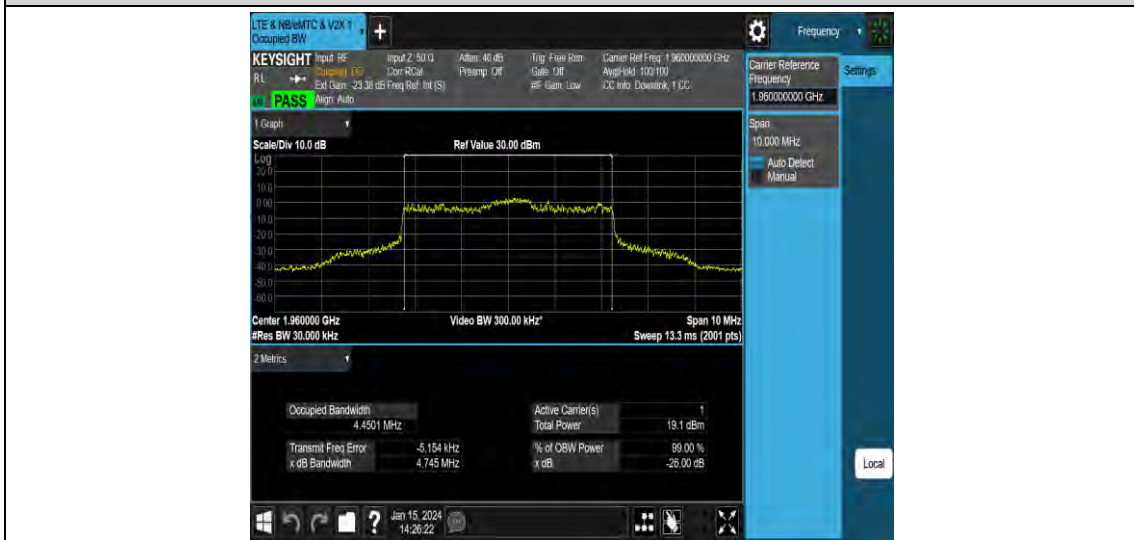 LTE & NB/eMTC & V2X 1
Occupied BW
+
Frequency
KEYSIGHT Input: RF Input Z: 50 Ω Atten: 40 dB Trig: Free Run Carrier Ref Freq: 1.960000000 GHz
RL Coupling: DC Corr RCal Preamp: Off Gate: Off Avg|Hold: 100/100
Ext Gain: -23.38 dB Freq Ref: Int (S) #IF Gain: Low CC Info: Downlink, 1 CC
PASS Align: Auto
Carrier Reference
Frequency
1.960000000 GHz
Settings
Span
10.000 MHz
Auto Detect
Manual
1 Graph
Scale/Div 10.0 dB Ref Value 30.00 dBm
Log
20.0
10.0
0.00
-10.0
-20.0
-30.0
-40.0
-50.0
-60.0
Center 1.960000 GHz Video BW 300.00 kHz* Span 10 MHz
#Res BW 30.000 kHz Sweep 13.3 ms (2001 pts)
2 Metrics
Occupied Bandwidth Active Carrier(s) 1
4.4501 MHz Total Power 19.1 dBm
Transmit Freq Error -5.154 kHz % of OBW Power 99.00 %
x dB Bandwidth 4.745 MHz x dB -26.00 dB
Local
? Jan 15, 2024
14:26:22